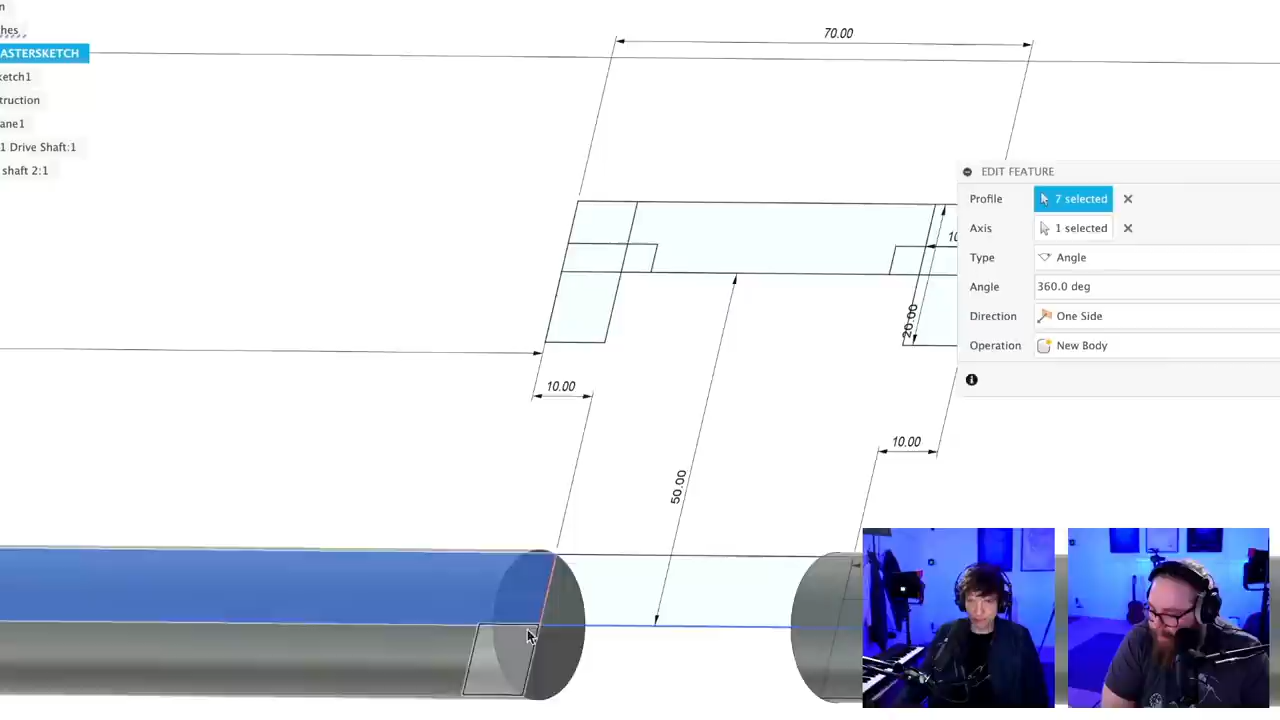 n
hes
ASTERSKETCH
ketch1
truction
ane1
1 Drive Shaft:1
shaft 2:1
70.00
10
20.00
10.00
10.00
50.00
EDIT FEATURE
Profile 7 selected
Axis 1 selected
Type Angle
Angle 360.0 deg
Direction One Side
Operation New Body